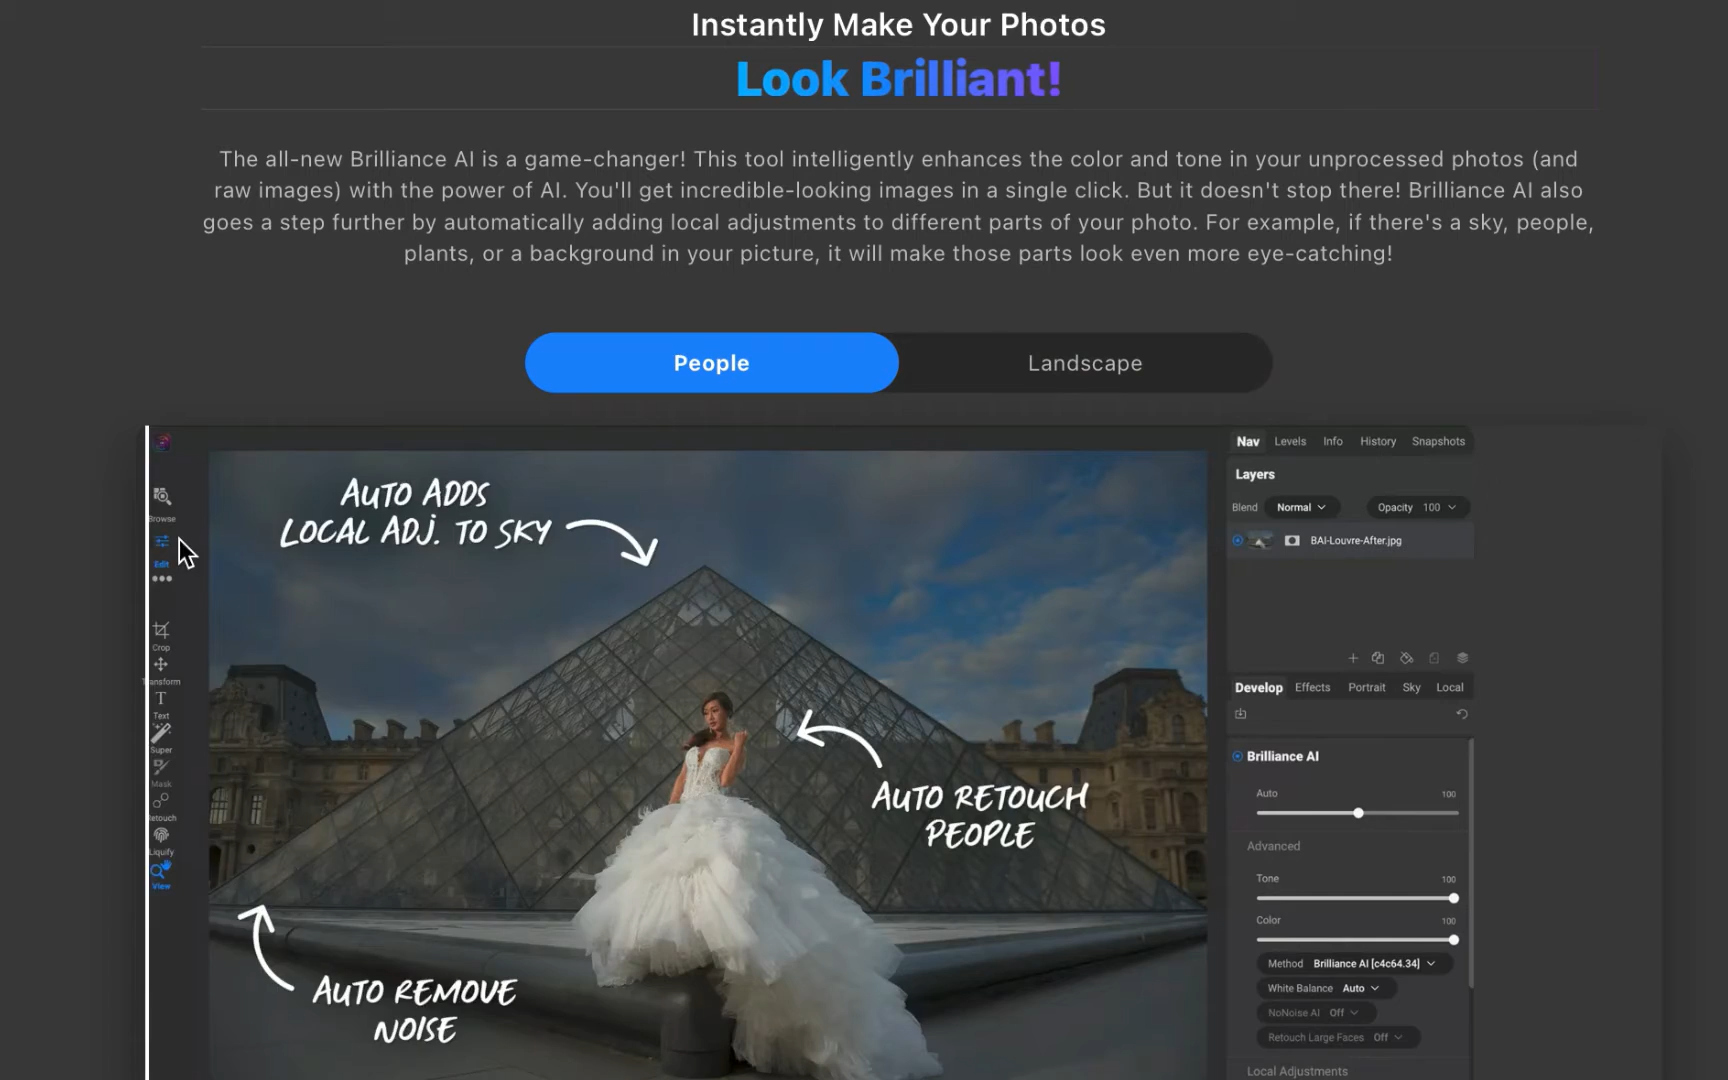 Instantly Make Your Photos
Look Brilliant!
The all-new Brilliance AI is a game-changer! This tool intelligently enhances the color and tone in your unprocessed photos (and
raw images) with the power of AI. You'll get incredible-looking images in a single click. But it doesn't stop there! Brilliance AI also
goes a step further by automatically adding local adjustments to different parts of your photo. For example, if there's a sky, people,
plants, or a background in your picture, it will make those parts look even more eye-catching!
People
Landscape
Browse
Edit
Crop
ansform
Text
Super
Mask
etouch
Liquify
View
AUTO ADDS
LOCAL ADJ. TO SKY
AUTO RETOUCH
PEOPLE
AUTO REMOVE
NOISE
Nav Levels Info History Snapshots
Layers
Blend Normal Opacity 100
BAI-Louvre-After.jpg
Develop Effects Portrait Sky Local
Brilliance AI
Auto 100
Advanced
Tone 100
Color 100
Method Brilliance AI [c4c64.34]
White Balance Auto
NoNoise AI Off
Retouch Large Faces Off
Local Adjustments